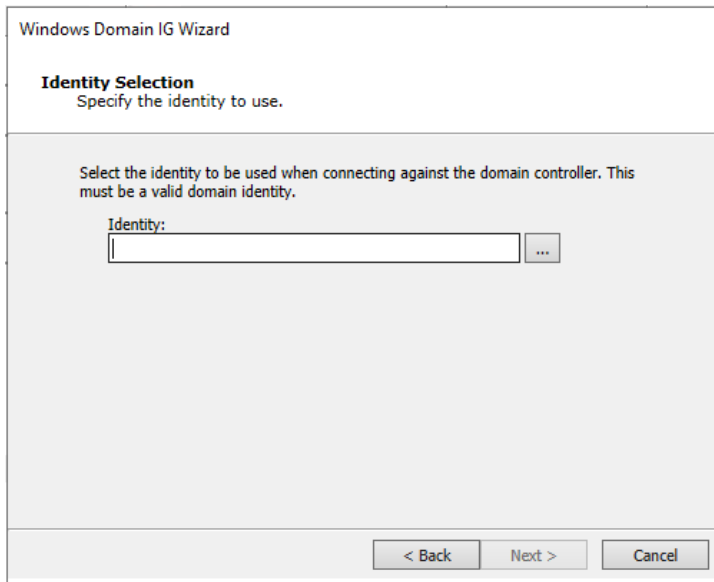 Windows Domain IG Wizard
Identity Selection
Specify the identity to use.
Select the identity to be used when connecting against the domain controller. This
must be a valid domain identity.
Identity:
...
< Back Next > Cancel